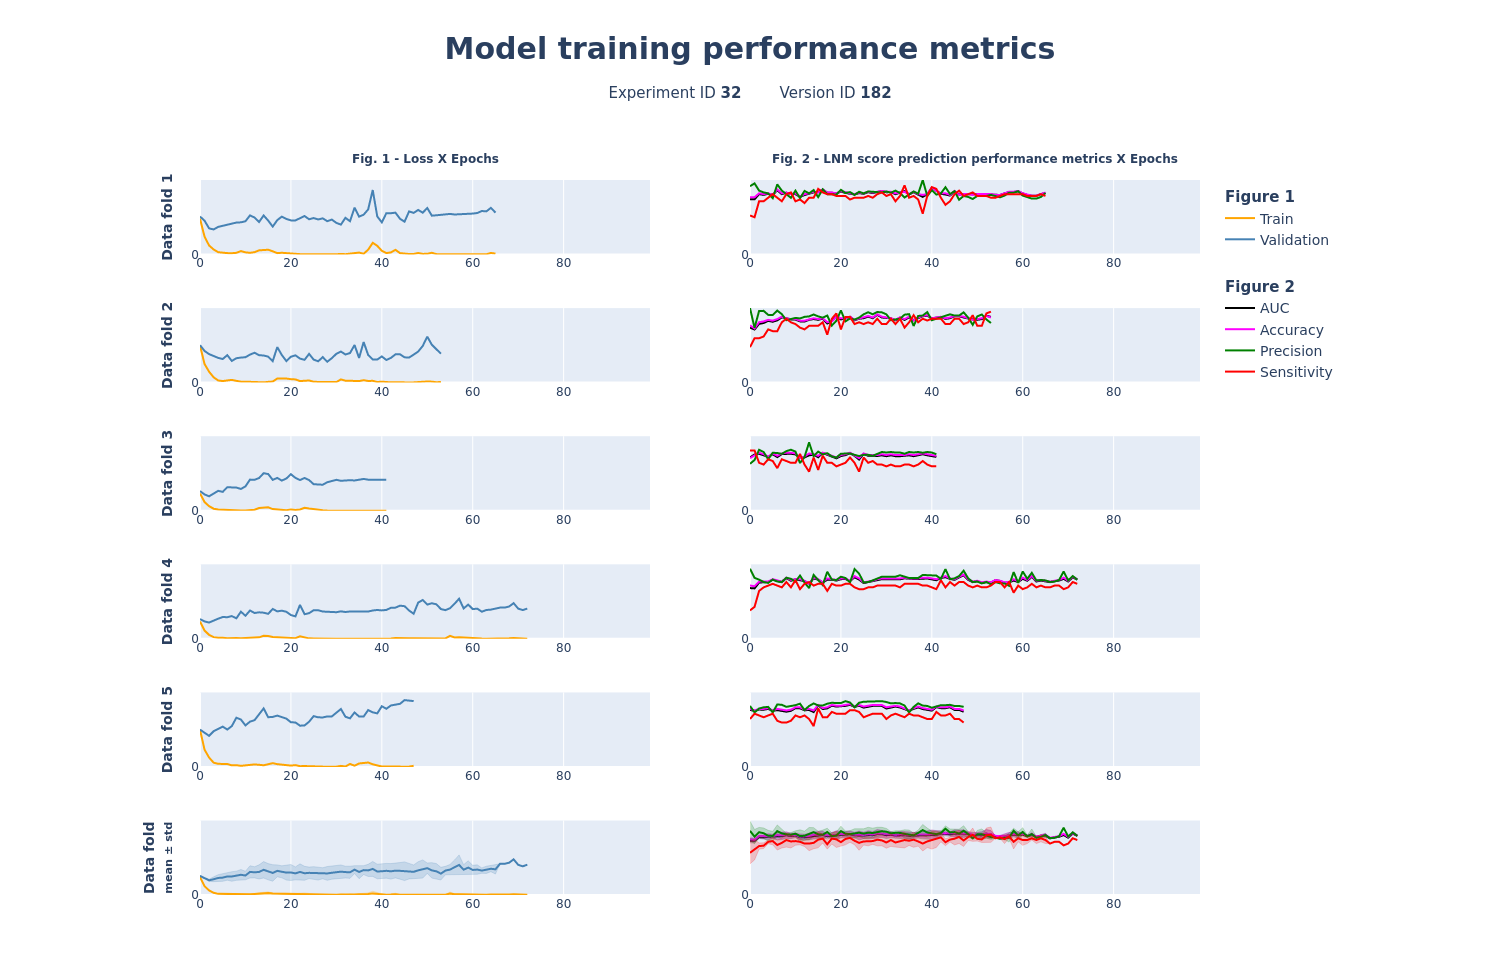 Model training performance metrics
Experiment ID 32 Version ID 182
Fig. 1 - Loss X Epochs
Fig. 2 - LNM score prediction performance metrics X Epochs
Data fold 1
0
0 20 40 60 80
0
0 20 40 60 80
Figure 1
Train
Validation
Figure 2
AUC
Accuracy
Precision
Sensitivity
Data fold 2
0
0 20 40 60 80
0
0 20 40 60 80
Data fold 3
0
0 20 40 60 80
0
0 20 40 60 80
Data fold 4
0
0 20 40 60 80
0
0 20 40 60 80
Data fold 5
0
0 20 40 60 80
0
0 20 40 60 80
Data fold
mean ± std
0
0 20 40 60 80
0
0 20 40 60 80